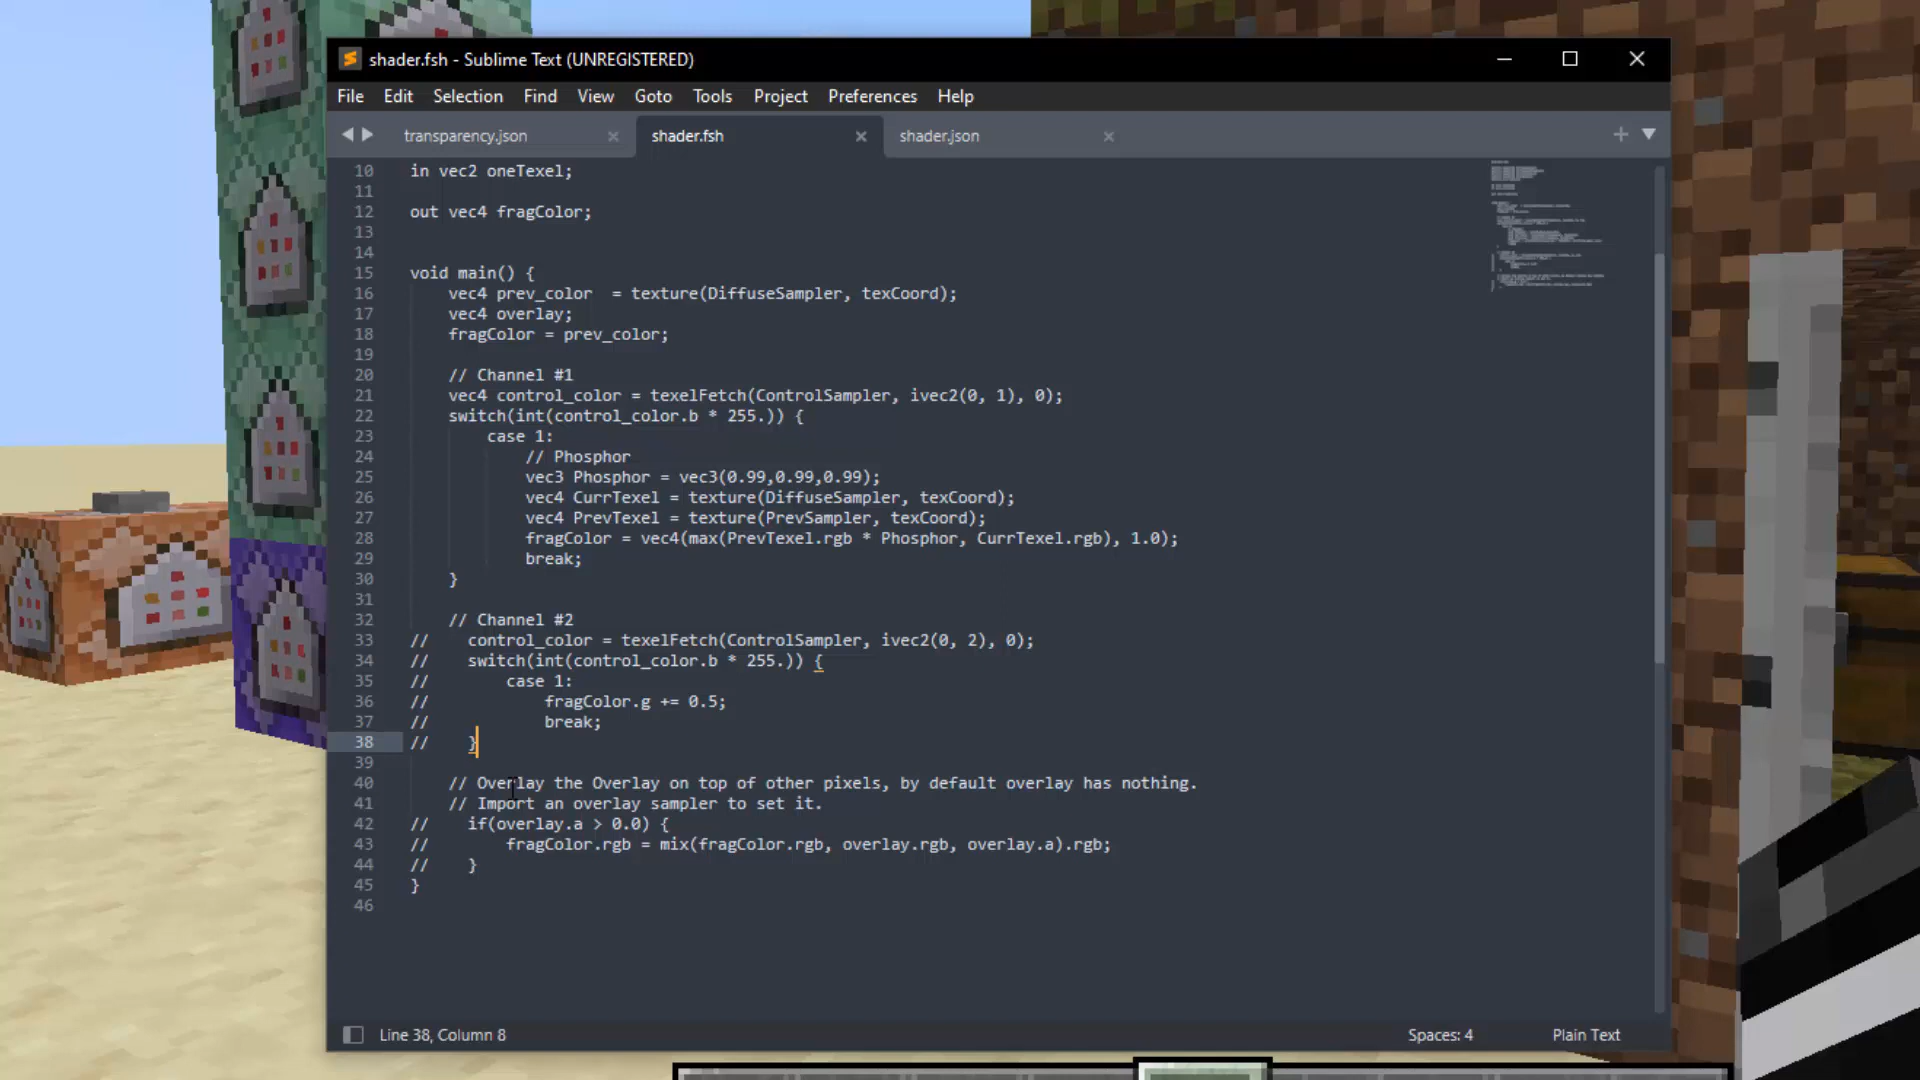 shader.fsh - Sublime Text (UNREGISTERED)
File Edit Selection Find View Goto Tools Project Preferences Help
transparency.json shader.fsh shader.json
10 in vec2 oneTexel;
11
12 out vec4 fragColor;
13
14
15 void main() {
16     vec4 prev_color  = texture(DiffuseSampler, texCoord);
17     vec4 overlay;
18     fragColor = prev_color;
19
20     // Channel #1
21     vec4 control_color = texelFetch(ControlSampler, ivec2(0, 1), 0);
22     switch(int(control_color.b * 255.)) {
23         case 1:
24             // Phosphor
25             vec3 Phosphor = vec3(0.99,0.99,0.99);
26             vec4 CurrTexel = texture(DiffuseSampler, texCoord);
27             vec4 PrevTexel = texture(PrevSampler, texCoord);
28             fragColor = vec4(max(PrevTexel.rgb * Phosphor, CurrTexel.rgb), 1.0);
29             break;
30     }
31
32     // Channel #2
33 //    control_color = texelFetch(ControlSampler, ivec2(0, 2), 0);
34 //    switch(int(control_color.b * 255.)) {
35 //        case 1:
36 //            fragColor.g += 0.5;
37 //            break;
38 //    }
39
40     // Overlay the Overlay on top of other pixels, by default overlay has nothing.
41     // Import an overlay sampler to set it.
42 //    if(overlay.a > 0.0) {
43 //        fragColor.rgb = mix(fragColor.rgb, overlay.rgb, overlay.a).rgb;
44 //    }
45 }
46
Line 38, Column 8 Spaces: 4 Plain Text